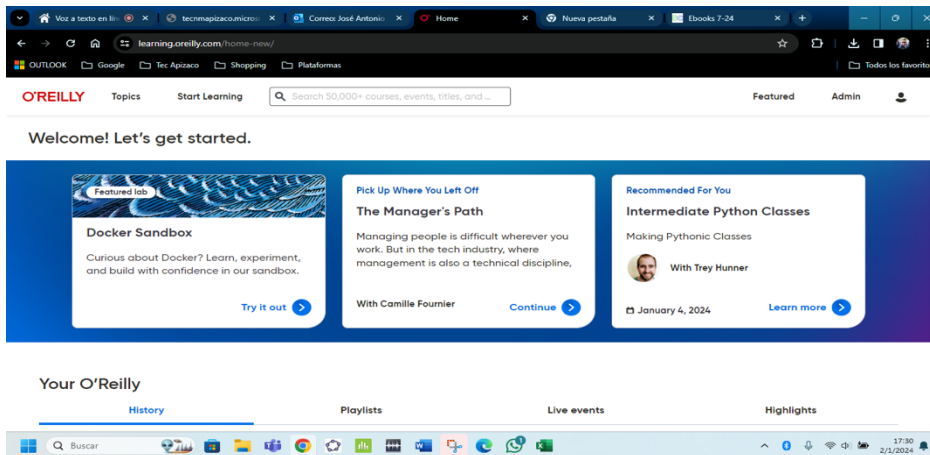 Voz a texto en lín
tecnmapizaco.micros
Correo: José Antonio
Home
Nueva pestaña
Ebooks 7-24
learning.oreilly.com/home-new/
OUTLOOK
Google
Tec Apizaco
Shopping
Plataformas
Todos los favorito
O'REILLY
Topics
Start Learning
Search 50,000+ courses, events, titles, and ...
Featured
Admin
Welcome! Let's get started.
Featured lab
Docker Sandbox
Curious about Docker? Learn, experiment,
and build with confidence in our sandbox.
Try it out
Pick Up Where You Left Off
The Manager's Path
Managing people is difficult wherever you
work. But in the tech industry, where
management is also a technical discipline,
With Camille Fournier
Continue
Recommended For You
Intermediate Python Classes
Making Pythonic Classes
With Trey Hunner
January 4, 2024
Learn more
Your O'Reilly
History
Playlists
Live events
Highlights
Buscar
17:30
2/1/2024